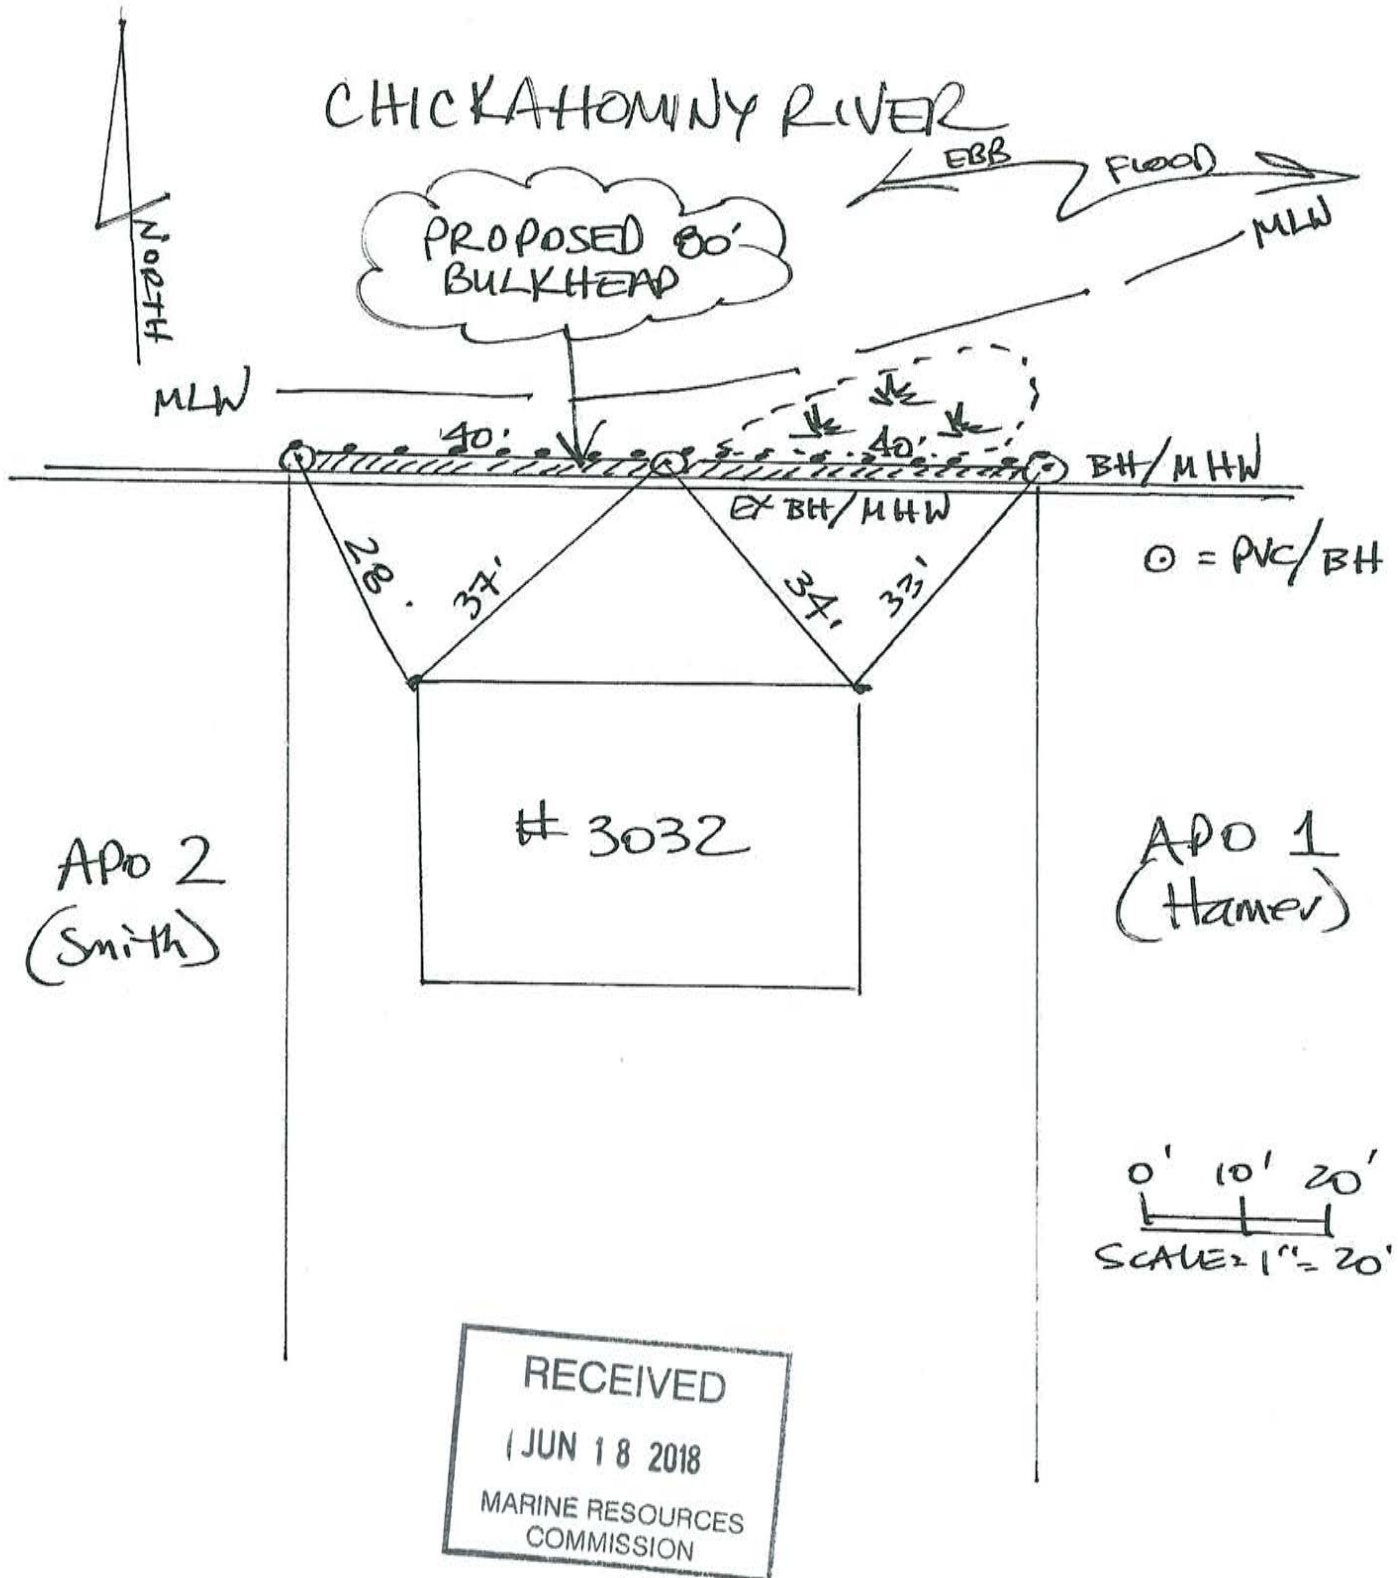 CHICKAHOMINY RIVER
EBB FLOOD
NORTH
PROPOSED 80'
BULKHEAD
MLW
MLW
40'
40'
BH/MHW
EX BH/MHW
⊙ = PVC/BH
28'
37'
34'
33'
# 3032
APO 2
(Smith)
APO 1
(Hamer)
0' 10' 20'
SCALE = 1" = 20'
RECEIVED
JUN 18 2018
MARINE RESOURCES
COMMISSION